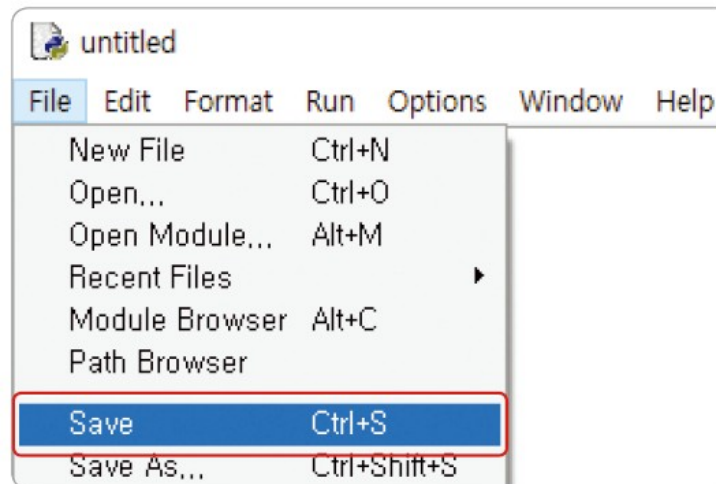 untitled
File Edit Format Run Options Window Help
New File Ctrl+N
Open... Ctrl+O
Open Module... Alt+M
Recent Files
Module Browser Alt+C
Path Browser
Save Ctrl+S
Save As... Ctrl+Shift+S